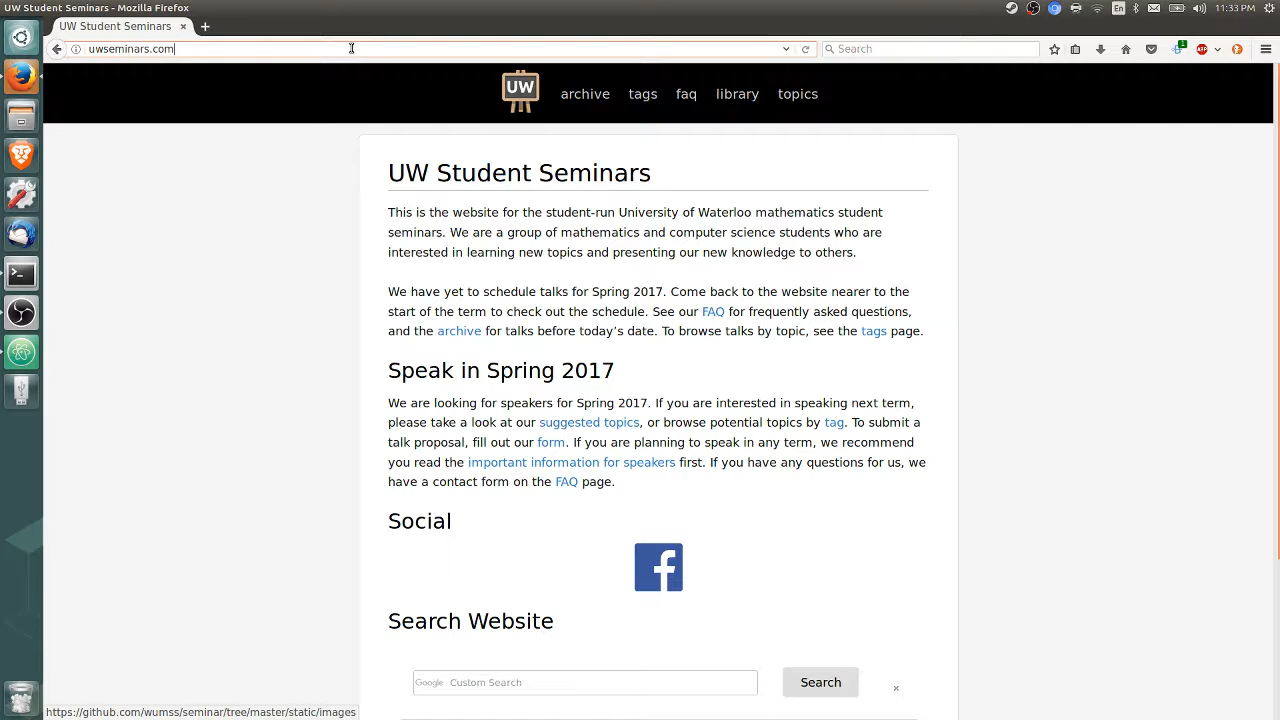 UW Student Seminars - Mozilla Firefox
En
11:33 PM
UW Student Seminars
uwseminars.com
Search
1
ABP
UW
archive tags faq library topics
UW Student Seminars
This is the website for the student-run University of Waterloo mathematics student
seminars. We are a group of mathematics and computer science students who are
interested in learning new topics and presenting our new knowledge to others.
We have yet to schedule talks for Spring 2017. Come back to the website nearer to the
start of the term to check out the schedule. See our FAQ for frequently asked questions,
and the archive for talks before today’s date. To browse talks by topic, see the tags page.
Speak in Spring 2017
We are looking for speakers for Spring 2017. If you are interested in speaking next term,
please take a look at our suggested topics, or browse potential topics by tag. To submit a
talk proposal, fill out our form. If you are planning to speak in any term, we recommend
you read the important information for speakers first. If you have any questions for us, we
have a contact form on the FAQ page.
Social
Search Website
Google Custom Search
Search
https://github.com/wumss/seminar/tree/master/static/images